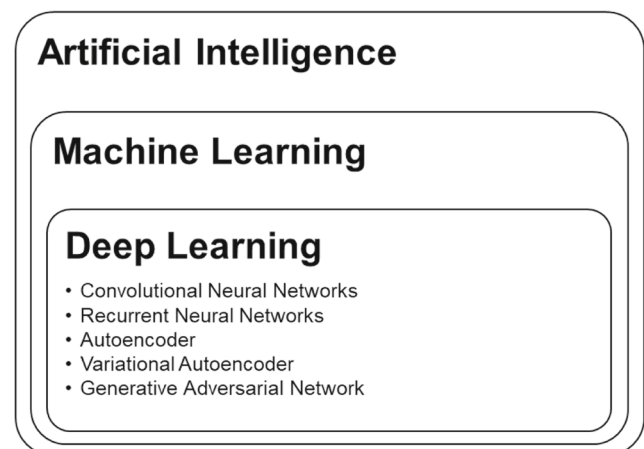 Artificial Intelligence
Machine Learning
Deep Learning
• Convolutional Neural Networks
• Recurrent Neural Networks
• Autoencoder
• Variational Autoencoder
• Generative Adversarial Network